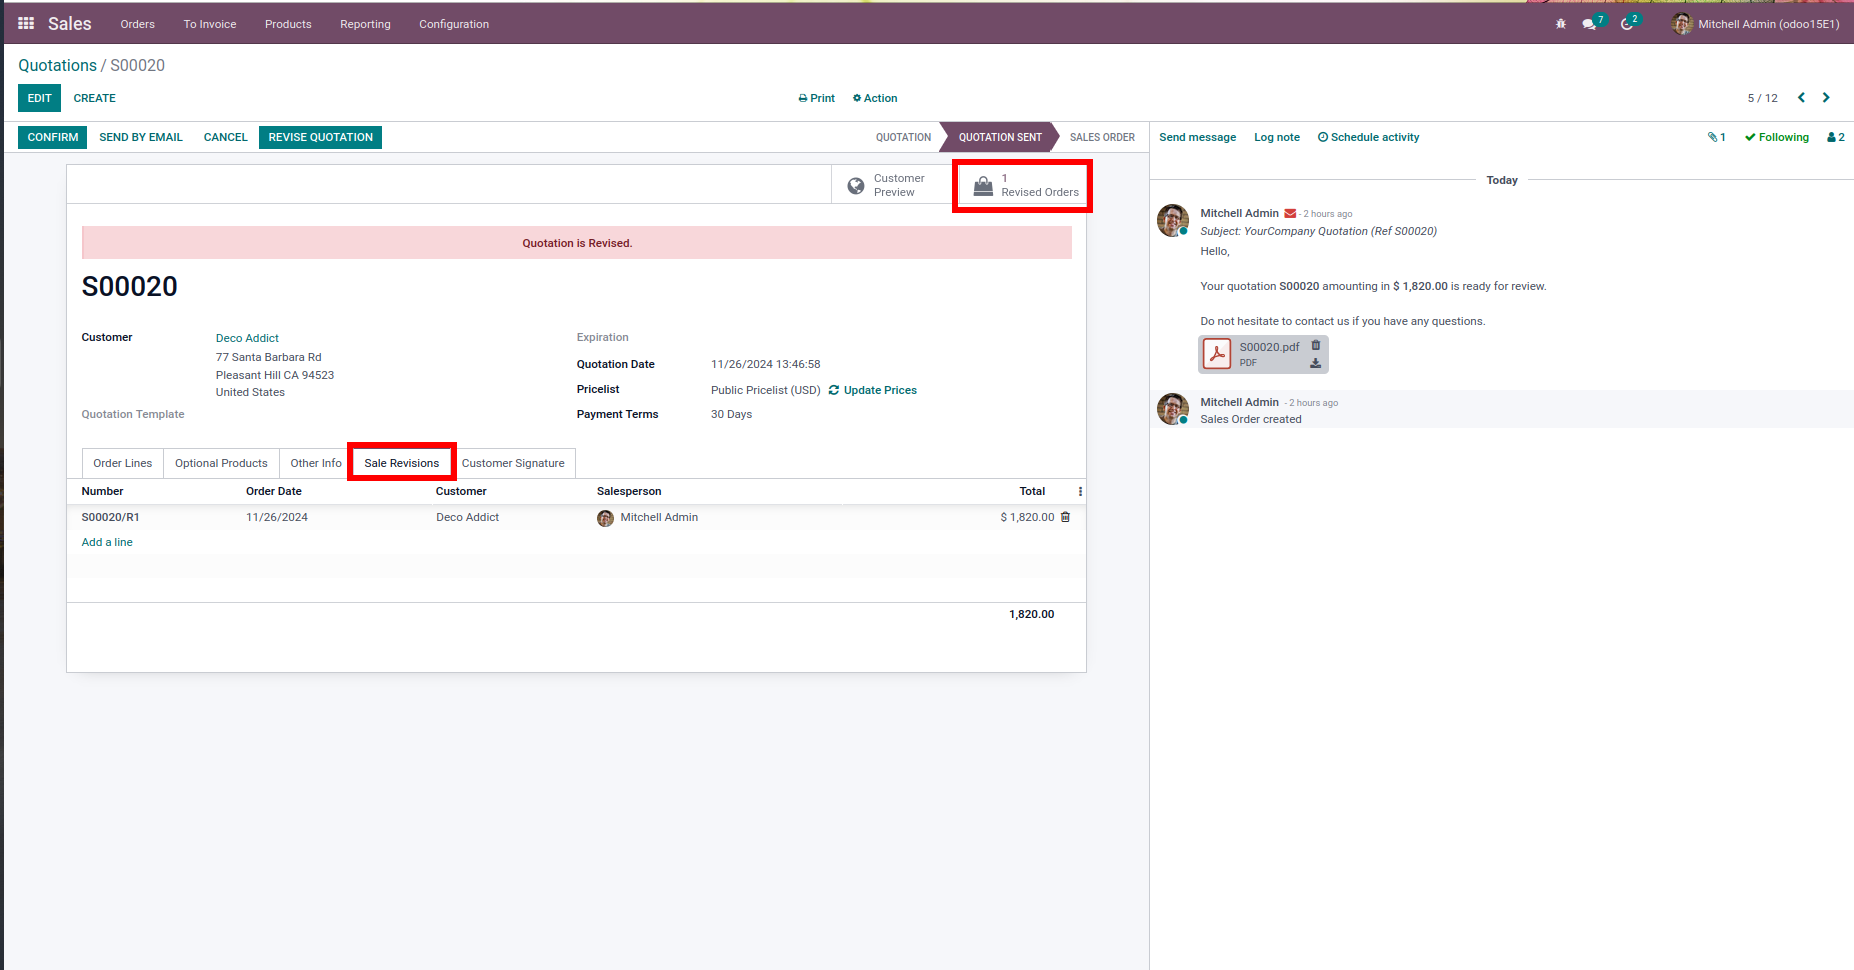 Sales Orders To Invoice Products Reporting Configuration 7 2 Mitchell Admin (odoo15E1)
Quotations / S00020
EDIT CREATE Print Action 5 / 12
CONFIRM SEND BY EMAIL CANCEL REVISE QUOTATION QUOTATION QUOTATION SENT SALES ORDER
Send message Log note Schedule activity 1 Following 2
Customer
Preview
1
Revised Orders
Quotation is Revised.
S00020
Customer Deco Addict
77 Santa Barbara Rd
Pleasant Hill CA 94523
United States
Quotation Template
Expiration
Quotation Date 11/26/2024 13:46:58
Pricelist Public Pricelist (USD) Update Prices
Payment Terms 30 Days
Order Lines Optional Products Other Info Sale Revisions Customer Signature
Number Order Date Customer Salesperson Total
S00020/R1 11/26/2024 Deco Addict Mitchell Admin $ 1,820.00
Add a line
1,820.00
Today
Mitchell Admin - 2 hours ago
Subject: YourCompany Quotation (Ref S00020)
Hello,
Your quotation S00020 amounting in $ 1,820.00 is ready for review.
Do not hesitate to contact us if you have any questions.
S00020.pdf
PDF
Mitchell Admin - 2 hours ago
Sales Order created